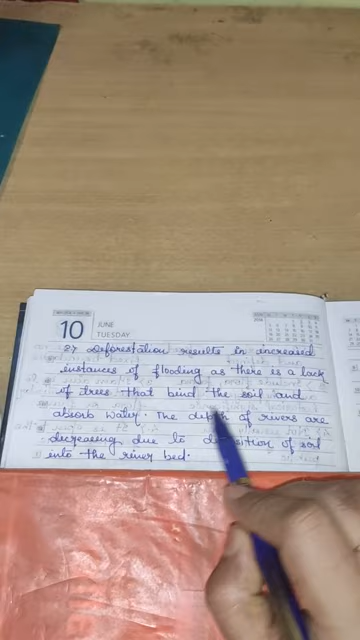 10
JUNE
TUESDAY
27 Deforestation results in increased
instances of flooding as there is a lack
of trees that bind the soil and
absorb water. The depth of rivers are
decreasing due to of soil
into the river bed.